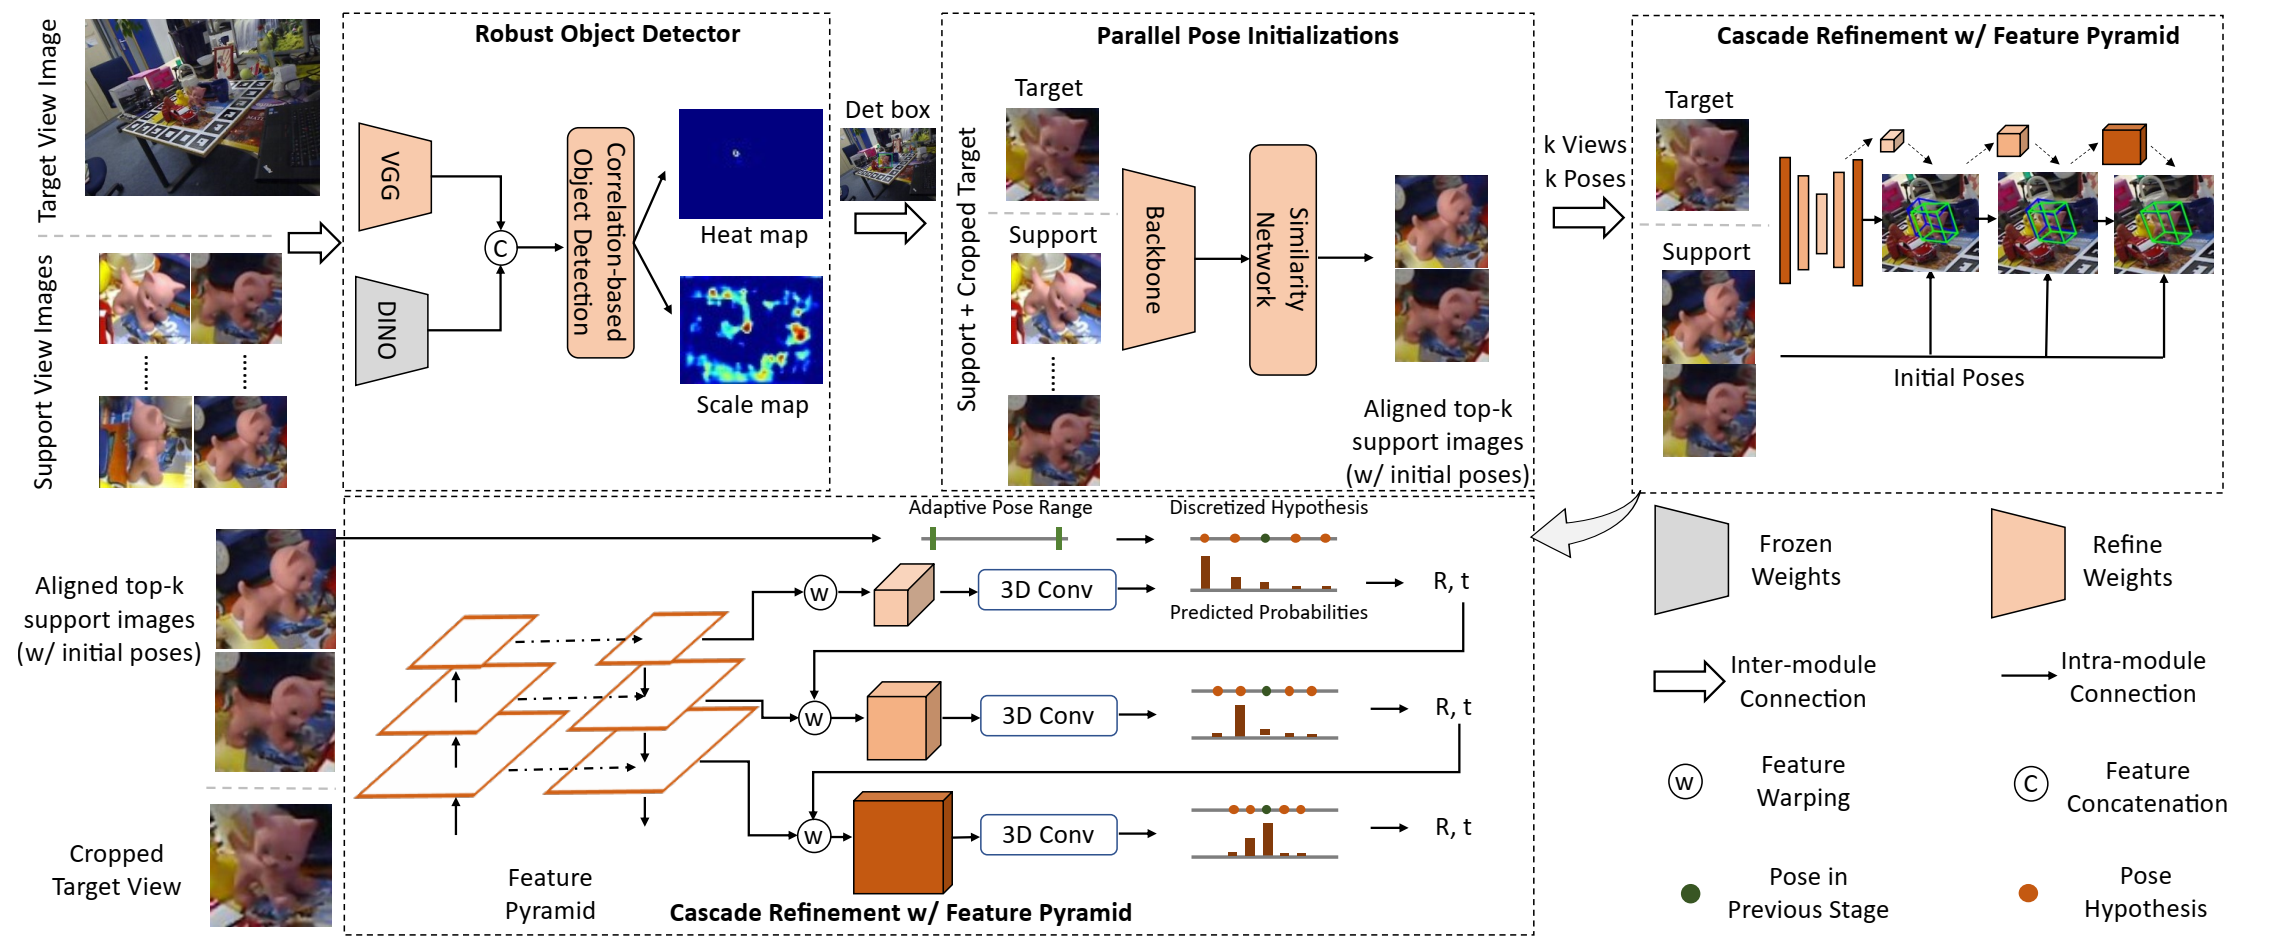 Target View Image
Support View Images
Robust Object Detector
VGG
DINO
C
Correlation-based
Object Detection
Heat map
Scale map
Det box
Parallel Pose Initializations
Support + Cropped Target
Target
Support
Backbone
Similarity
Network
Aligned top-k
support images
(w/ initial poses)
k Views
k Poses
Cascade Refinement w/ Feature Pyramid
Target
Support
Initial Poses
Aligned top-k
support images
(w/ initial poses)
Cropped
Target View
Feature
Pyramid
Adaptive Pose Range
Discretized Hypothesis
w
3D Conv
Predicted Probabilities
R, t
w
3D Conv
R, t
w
3D Conv
R, t
Cascade Refinement w/ Feature Pyramid
Frozen
Weights
Refine
Weights
Inter-module
Connection
Intra-module
Connection
w
Feature
Warping
C
Feature
Concatenation
Pose in
Previous Stage
Pose
Hypothesis